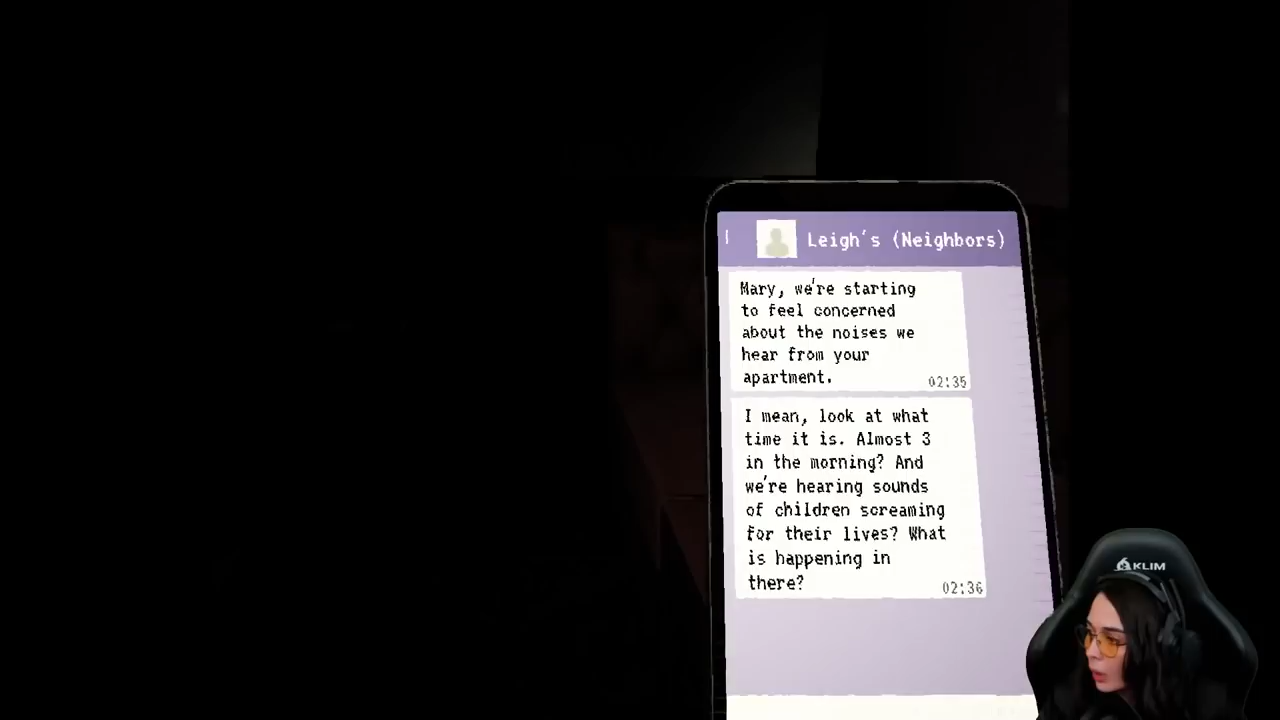 Leigh's (Neighbors)
Mary, we're starting
to feel concerned
about the noises we
hear from your
apartment.
02:35
I mean, look at what
time it is. Almost 3
in the morning? And
we're hearing sounds
of children screaming
for their lives? What
is happening in
there?
02:36
KLIM